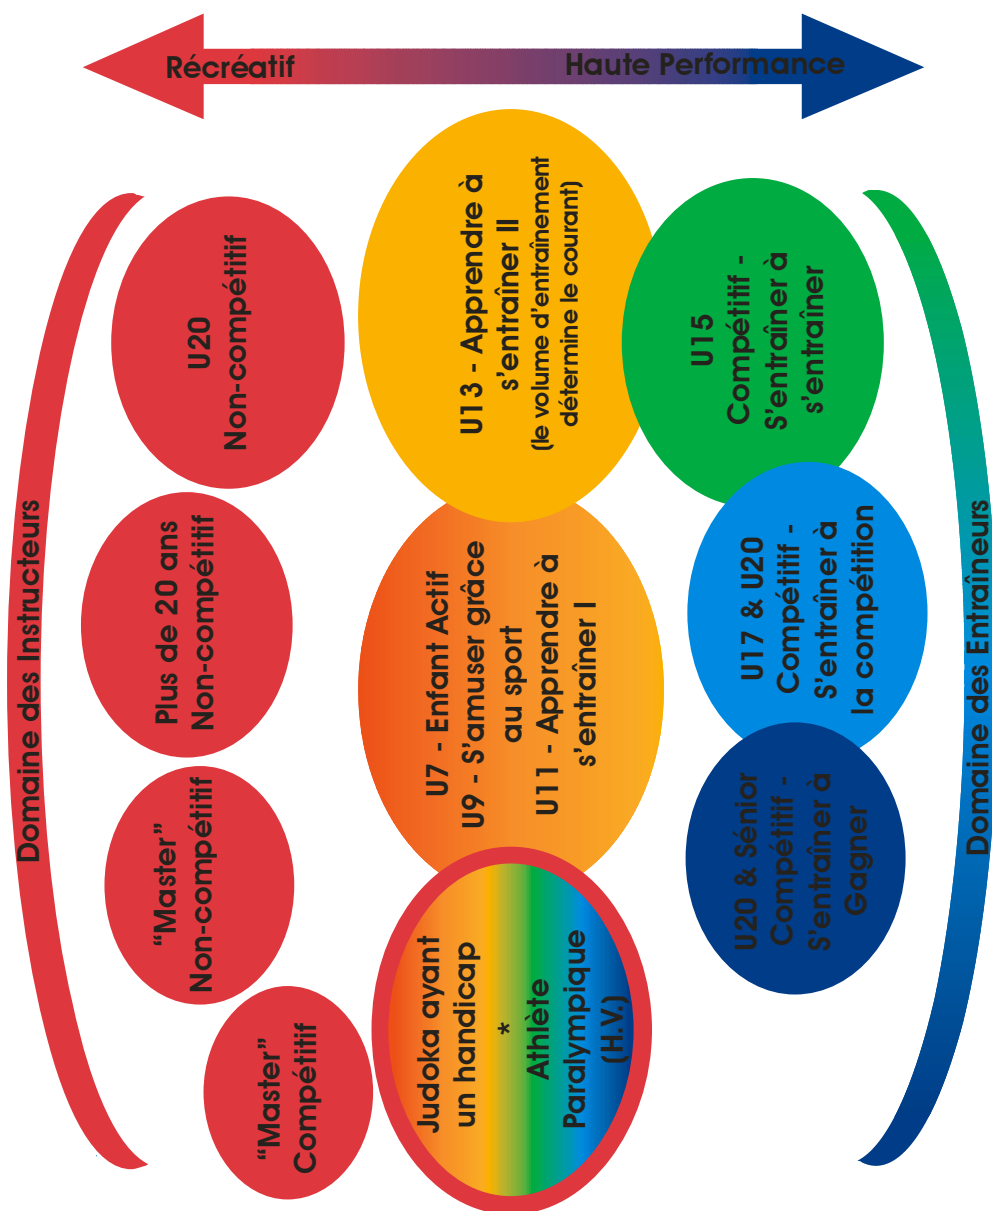 Récréatif
Haute Performance
Domaine des Instructeurs
U20
Non-compétitif
Plus de 20 ans
Non-compétitif
“Master”
Non-compétitif
“Master”
Compétitif
U13 - Apprendre à
s’entraîner II
(le volume d’entraînement
détermine le courant)
U7 - Enfant Actif
U9 - S’amuser grâce
au sport
U11 - Apprendre à
s’entraîner I
Judoka ayant
un handicap
*
Athlète
Paralympique
(H.V.)
U15
Compétitif -
S’entraîner à
s’entraîner
U17 & U20
Compétitif -
S’entraîner à
la compétition
U20 & Sénior
Compétitif -
S’entraîner à
Gagner
Domaine des Entraîneurs